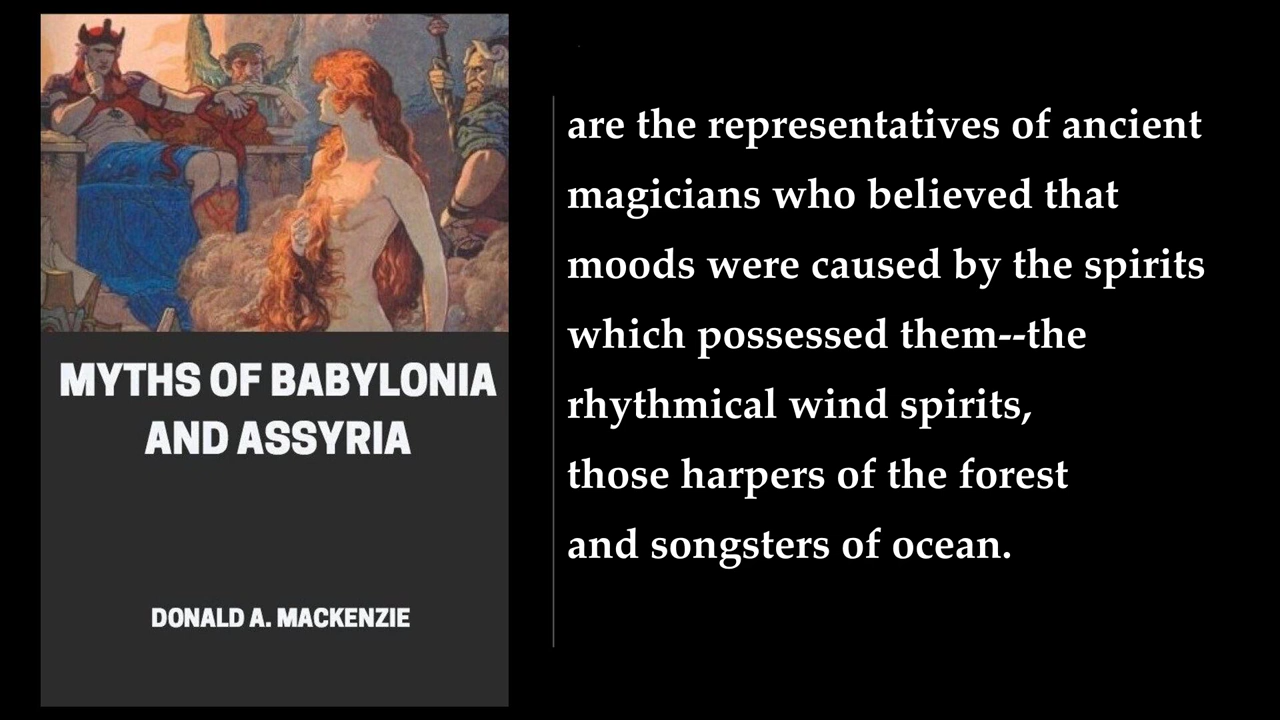 MYTHS OF BABYLONIA
AND ASSYRIA
DONALD A. MACKENZIE
are the representatives of ancient
magicians who believed that
moods were caused by the spirits
which possessed them--the
rhythmical wind spirits,
those harpers of the forest
and songsters of ocean.